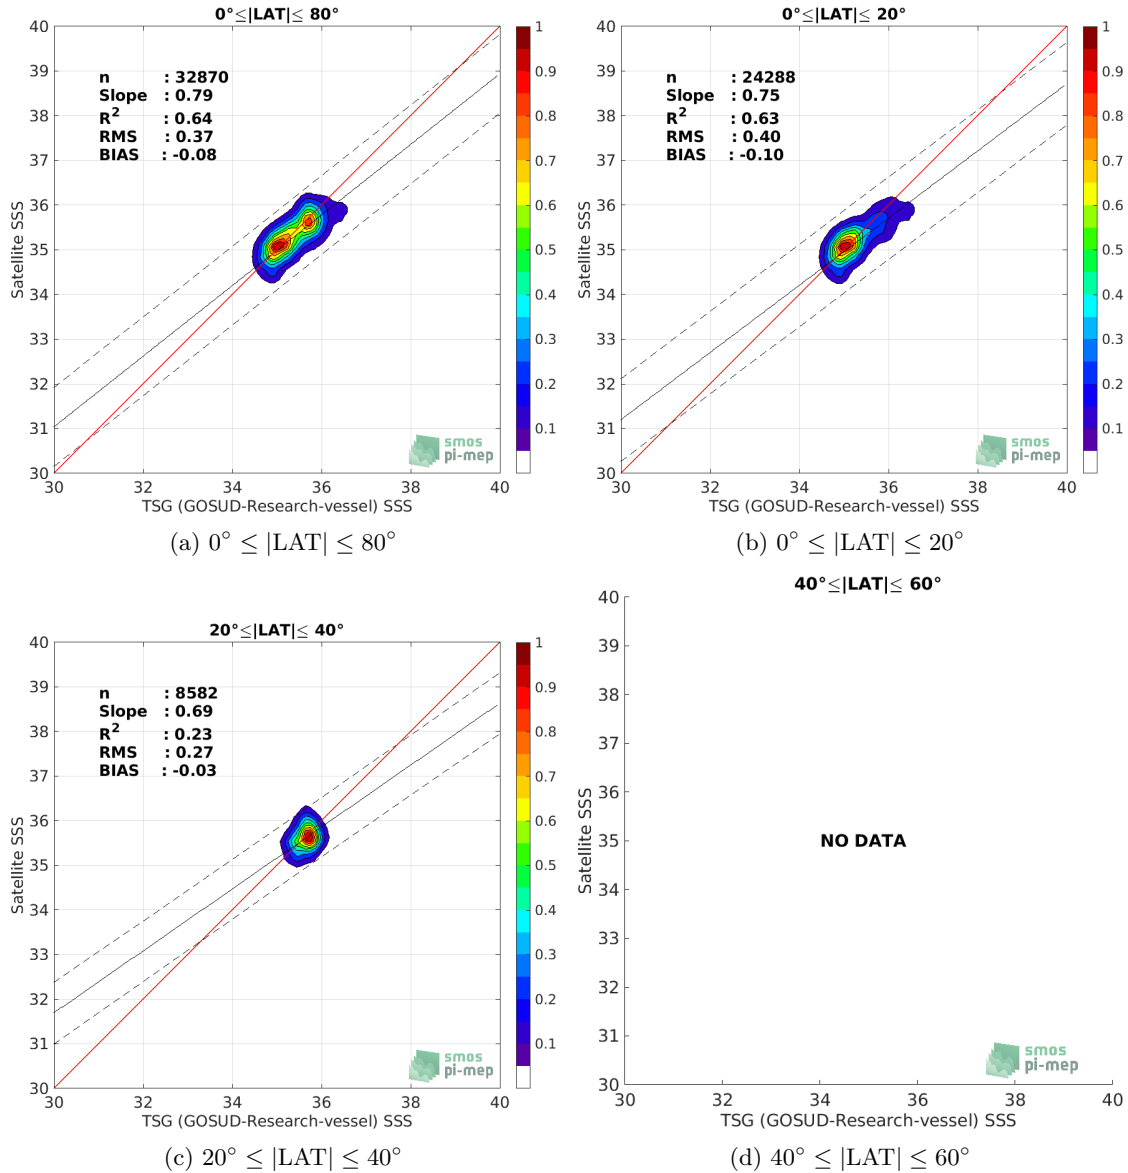 0°≤|LAT|≤ 80°
40
39
38
37
36
35
34
33
32
31
30
30
32
34
36
38
40
Satellite SSS
TSG (GOSUD-Research-vessel) SSS
n : 32870
Slope : 0.79
R2 : 0.64
RMS : 0.37
BIAS : -0.08
1
0.9
0.8
0.7
0.6
0.5
0.4
0.3
0.2
0.1
smos
pi-mep
(a) 0° ≤ |LAT| ≤ 80°
0°≤|LAT|≤ 20°
40
39
38
37
36
35
34
33
32
31
30
30
32
34
36
38
40
Satellite SSS
TSG (GOSUD-Research-vessel) SSS
n : 24288
Slope : 0.75
R2 : 0.63
RMS : 0.40
BIAS : -0.10
1
0.9
0.8
0.7
0.6
0.5
0.4
0.3
0.2
0.1
smos
pi-mep
(b) 0° ≤ |LAT| ≤ 20°
20°≤|LAT|≤ 40°
40
39
38
37
36
35
34
33
32
31
30
30
32
34
36
38
40
Satellite SSS
TSG (GOSUD-Research-vessel) SSS
n : 8582
Slope : 0.69
R2 : 0.23
RMS : 0.27
BIAS : -0.03
1
0.9
0.8
0.7
0.6
0.5
0.4
0.3
0.2
0.1
smos
pi-mep
(c) 20° ≤ |LAT| ≤ 40°
40°≤|LAT|≤ 60°
40
39
38
37
36
35
34
33
32
31
30
30
32
34
36
38
40
Satellite SSS
TSG (GOSUD-Research-vessel) SSS
NO DATA
smos
pi-mep
(d) 40° ≤ |LAT| ≤ 60°